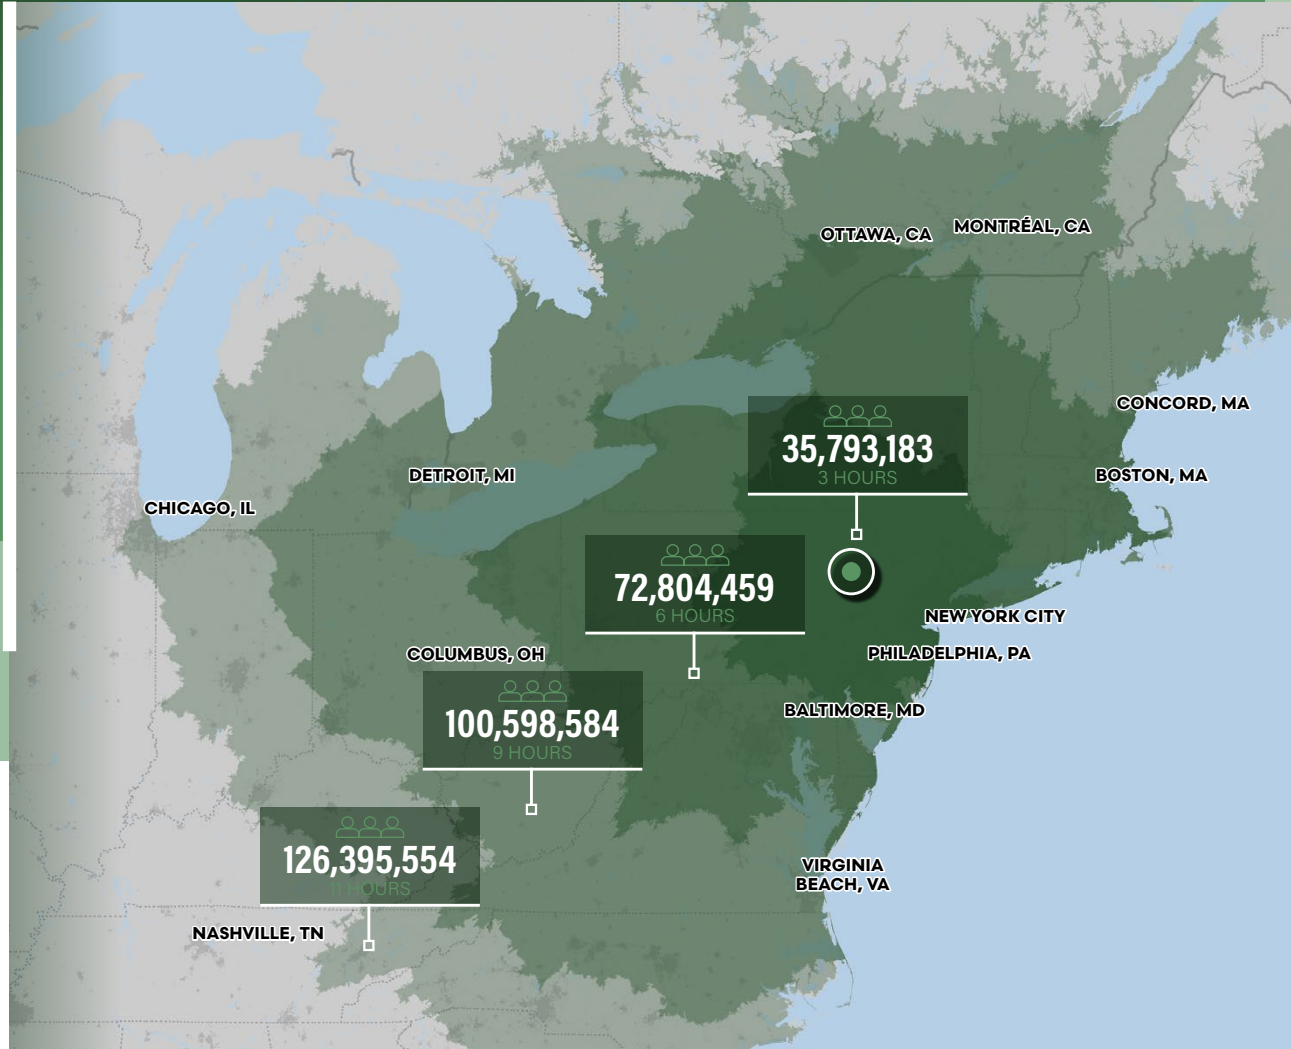 OTTAWA, CA
MONTRÉAL, CA
CONCORD, MA
35,793,183
3 HOURS
DETROIT, MI
BOSTON, MA
CHICAGO, IL
72,804,459
6 HOURS
NEW YORK CITY
COLUMBUS, OH
PHILADELPHIA, PA
100,598,584
9 HOURS
BALTIMORE, MD
126,395,554
11 HOURS
VIRGINIA
BEACH, VA
NASHVILLE, TN